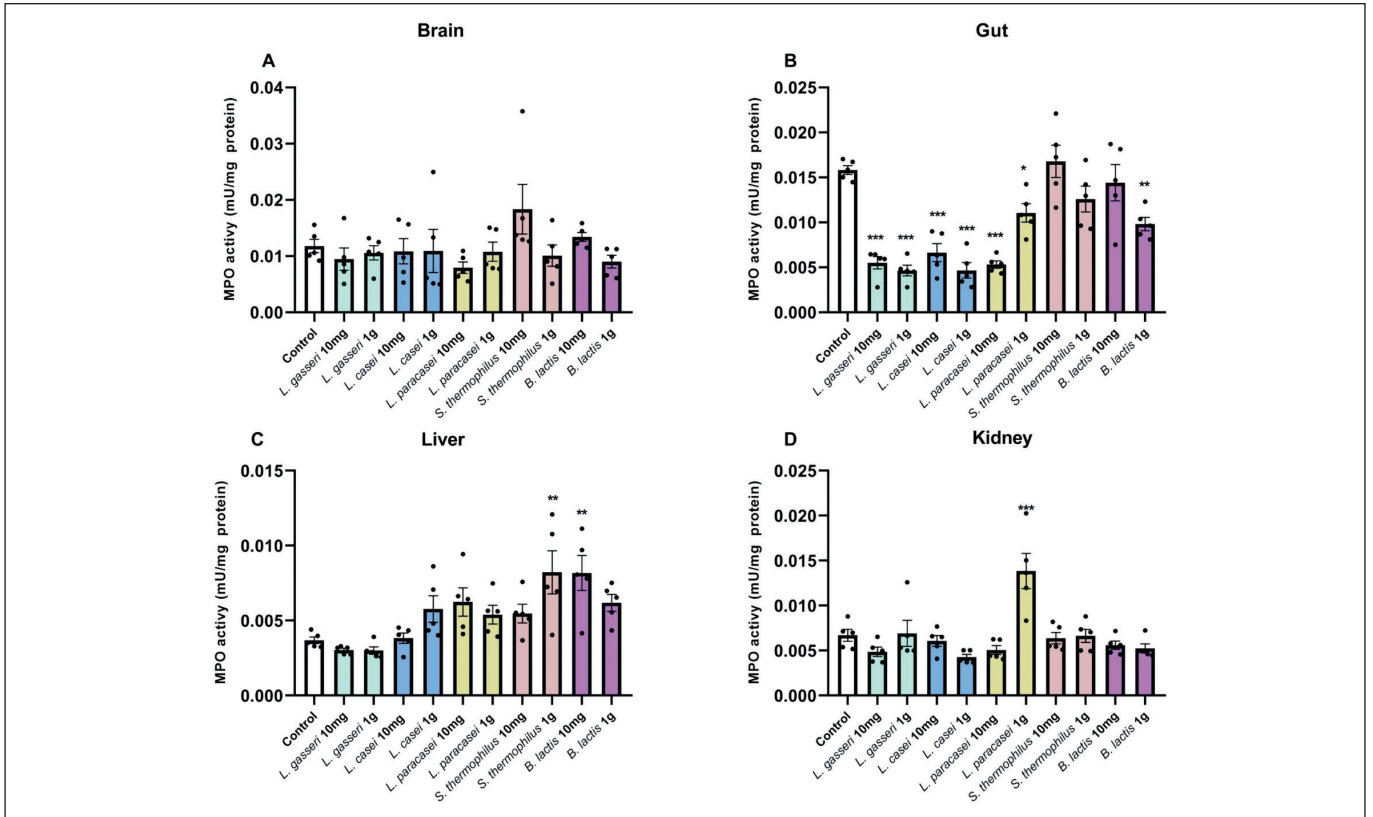 Brain
A
MPO activy (mU/mg protein)
0.04
0.03
0.02
0.01
0.00
Control
L. gasseri 10mg
L. gasseri 1g
L. casei 10mg
L. casei 1g
L. paracasei 10mg
L. paracasei 1g
S. thermophilus 10mg
S. thermophilus 1g
B. lactis 10mg
B. lactis 1g
Gut
B
MPO activy (mU/mg protein)
0.025
0.020
0.015
0.010
0.005
0.000
***
***
***
***
***
*
**
Control
L. gasseri 10mg
L. gasseri 1g
L. casei 10mg
L. casei 1g
L. paracasei 10mg
L. paracasei 1g
S. thermophilus 10mg
S. thermophilus 1g
B. lactis 10mg
B. lactis 1g
C
Liver
MPO activy (mU/mg protein)
0.015
0.010
0.005
0.000
**
**
Control
L. gasseri 10mg
L. gasseri 1g
L. casei 10mg
L. casei 1g
L. paracasei 10mg
L. paracasei 1g
S. thermophilus 10mg
S. thermophilus 1g
B. lactis 10mg
B. lactis 1g
D
Kidney
MPO activy (mU/mg protein)
0.025
0.020
0.015
0.010
0.005
0.000
***
Control
L. gasseri 10mg
L. gasseri 1g
L. casei 10mg
L. casei 1g
L. paracasei 10mg
L. paracasei 1g
S. thermophilus 10mg
S. thermophilus 1g
B. lactis 10mg
B. lactis 1g